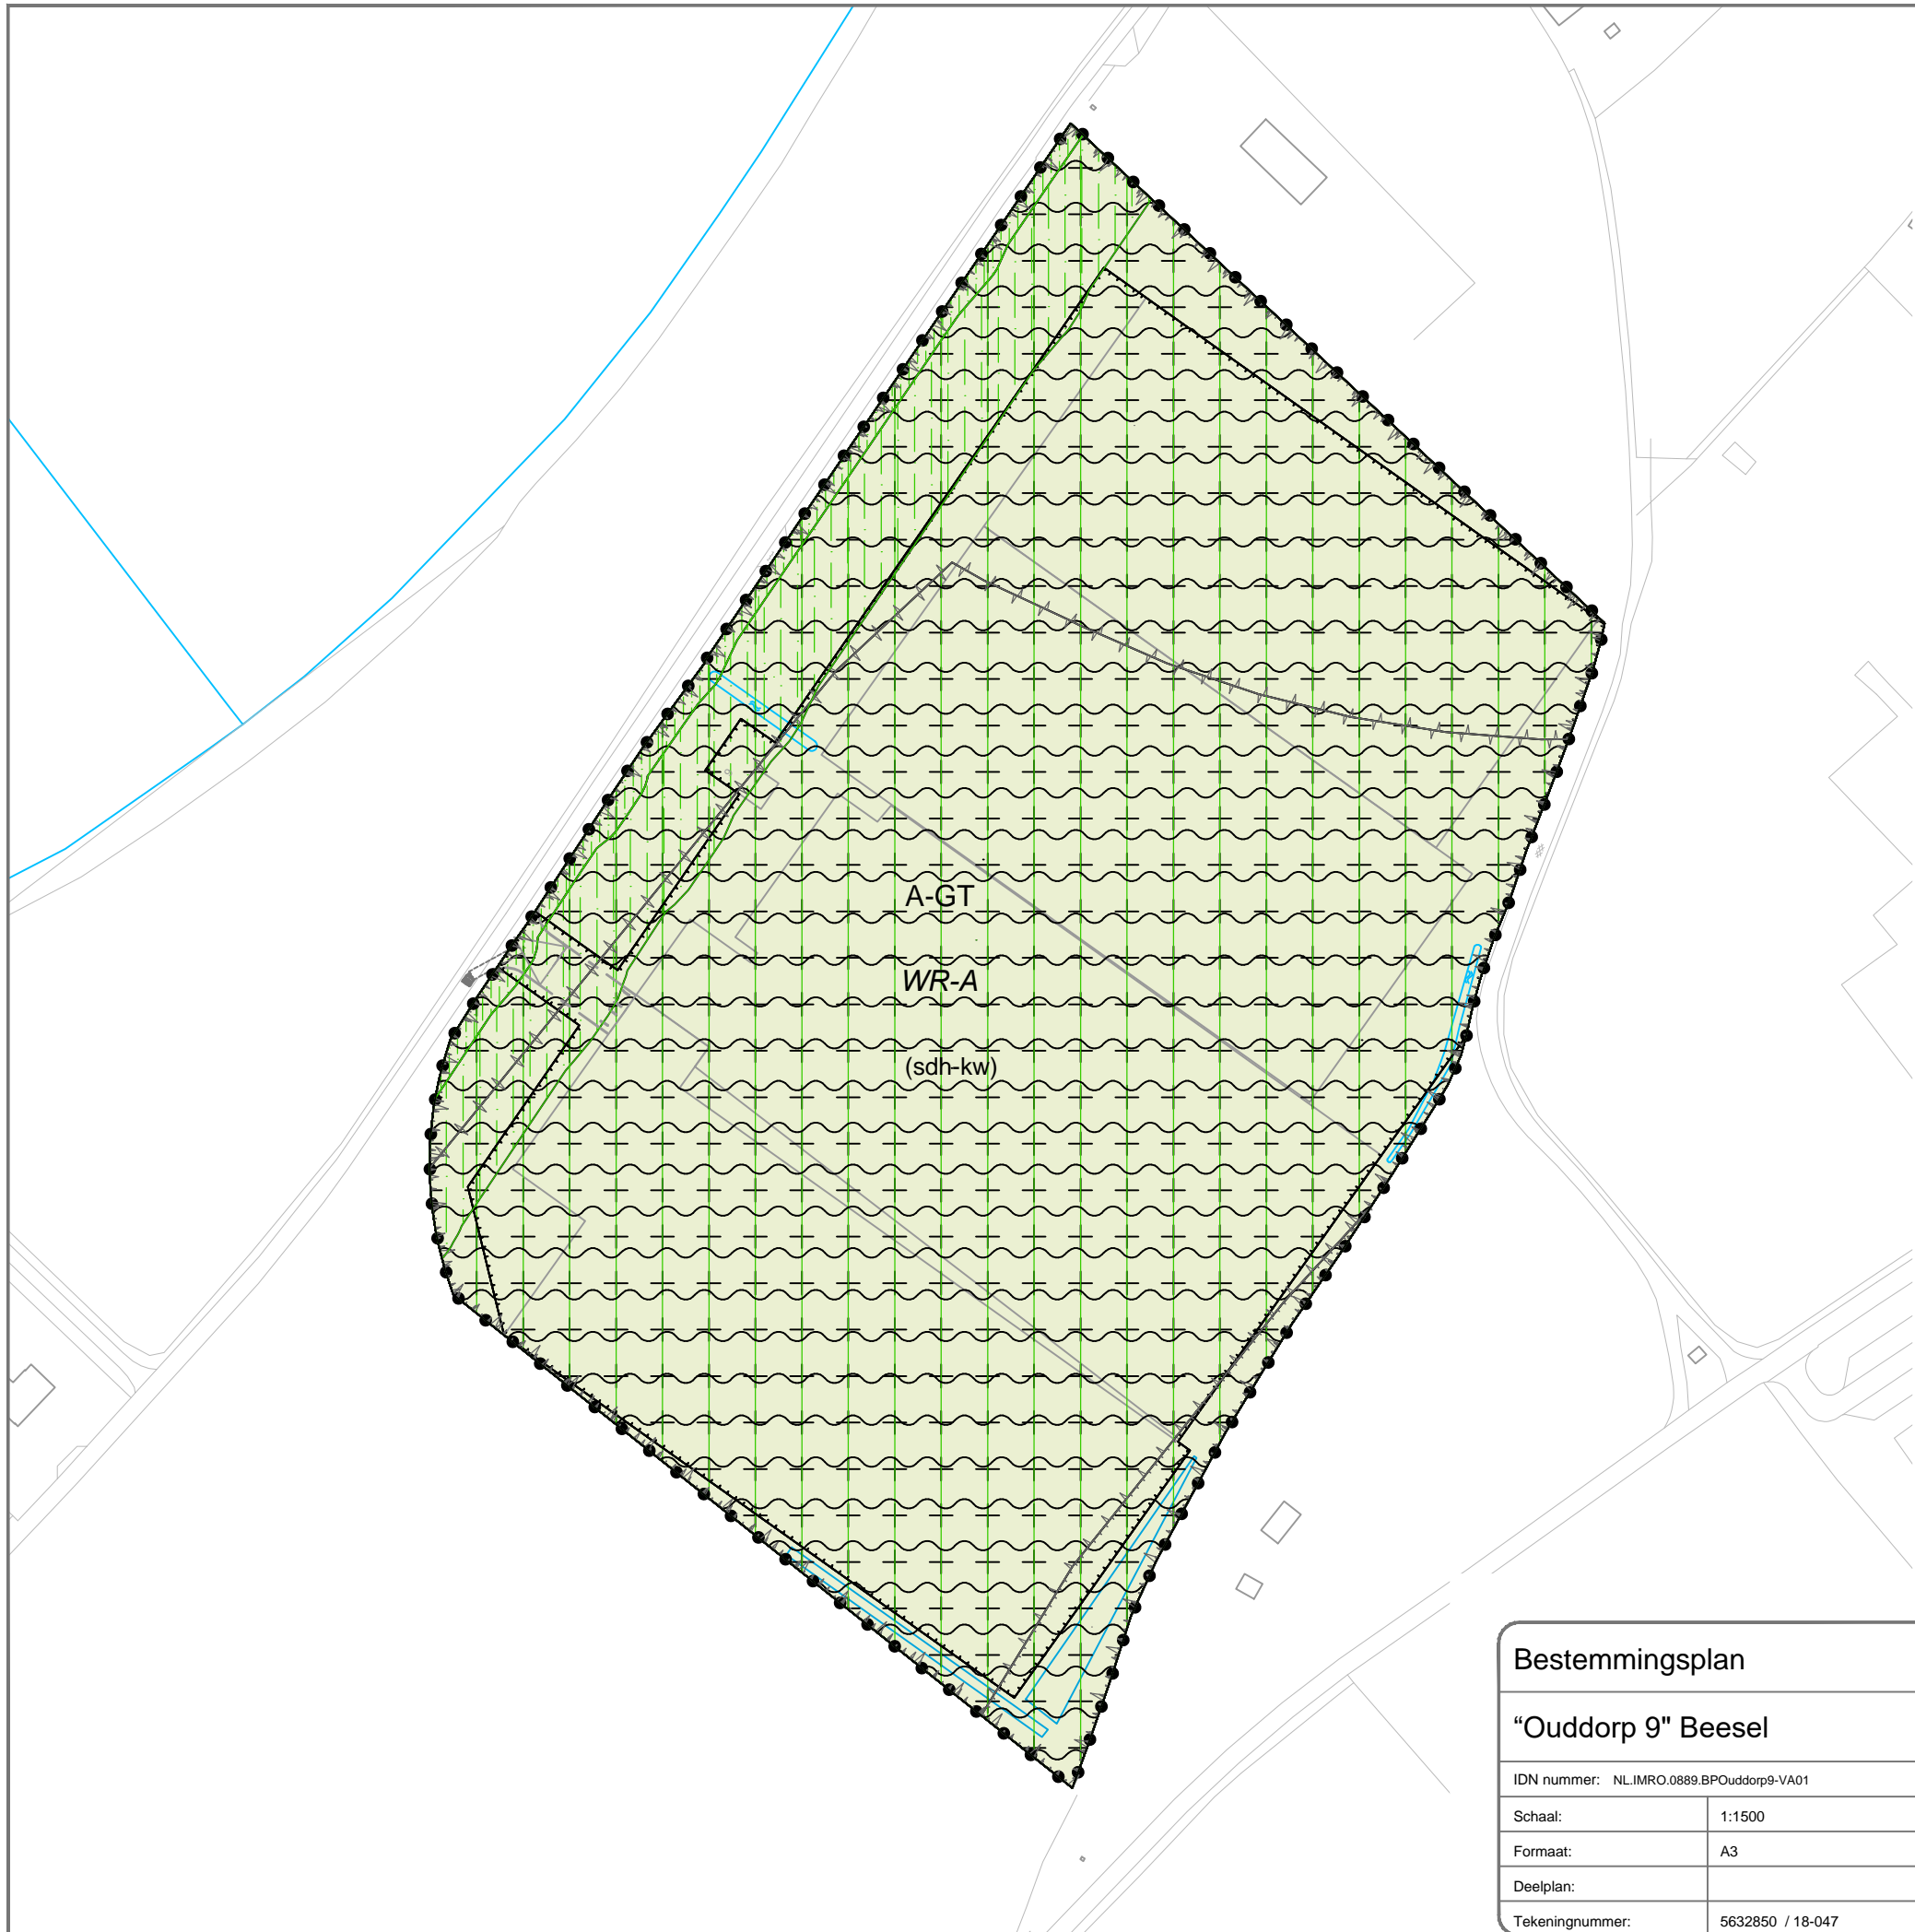 A-GT
WR-A
(sdh-kw)
Bestemmingsplan
“Ouddorp 9" Beesel
IDN nummer: NL.IMRO.0889.BPOuddorp9-VA01
Schaal: 1:1500
Formaat: A3
Deelplan:
Tekeningnummer: 5632850 / 18-047